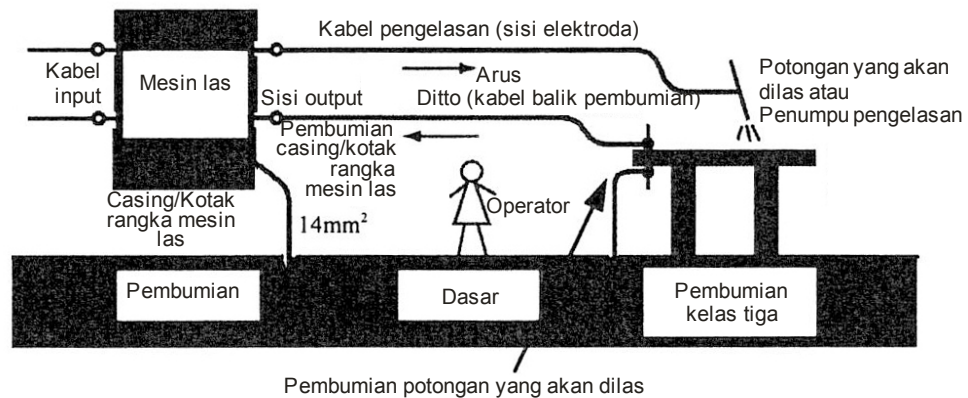 Kabel pengelasan (sisi elektroda)
Kabel
input
Mesin las
Arus
Potongan yang akan
dilas atau
Penumpu pengelasan
Sisi output
Ditto (kabel balik pembumian)
Pembumian
casing/kotak
rangka
mesin las
Casing/Kotak
rangka mesin
las
14mm²
Operator
Pembumian
Dasar
Pembumian
kelas tiga
Pembumian potongan yang akan dilas